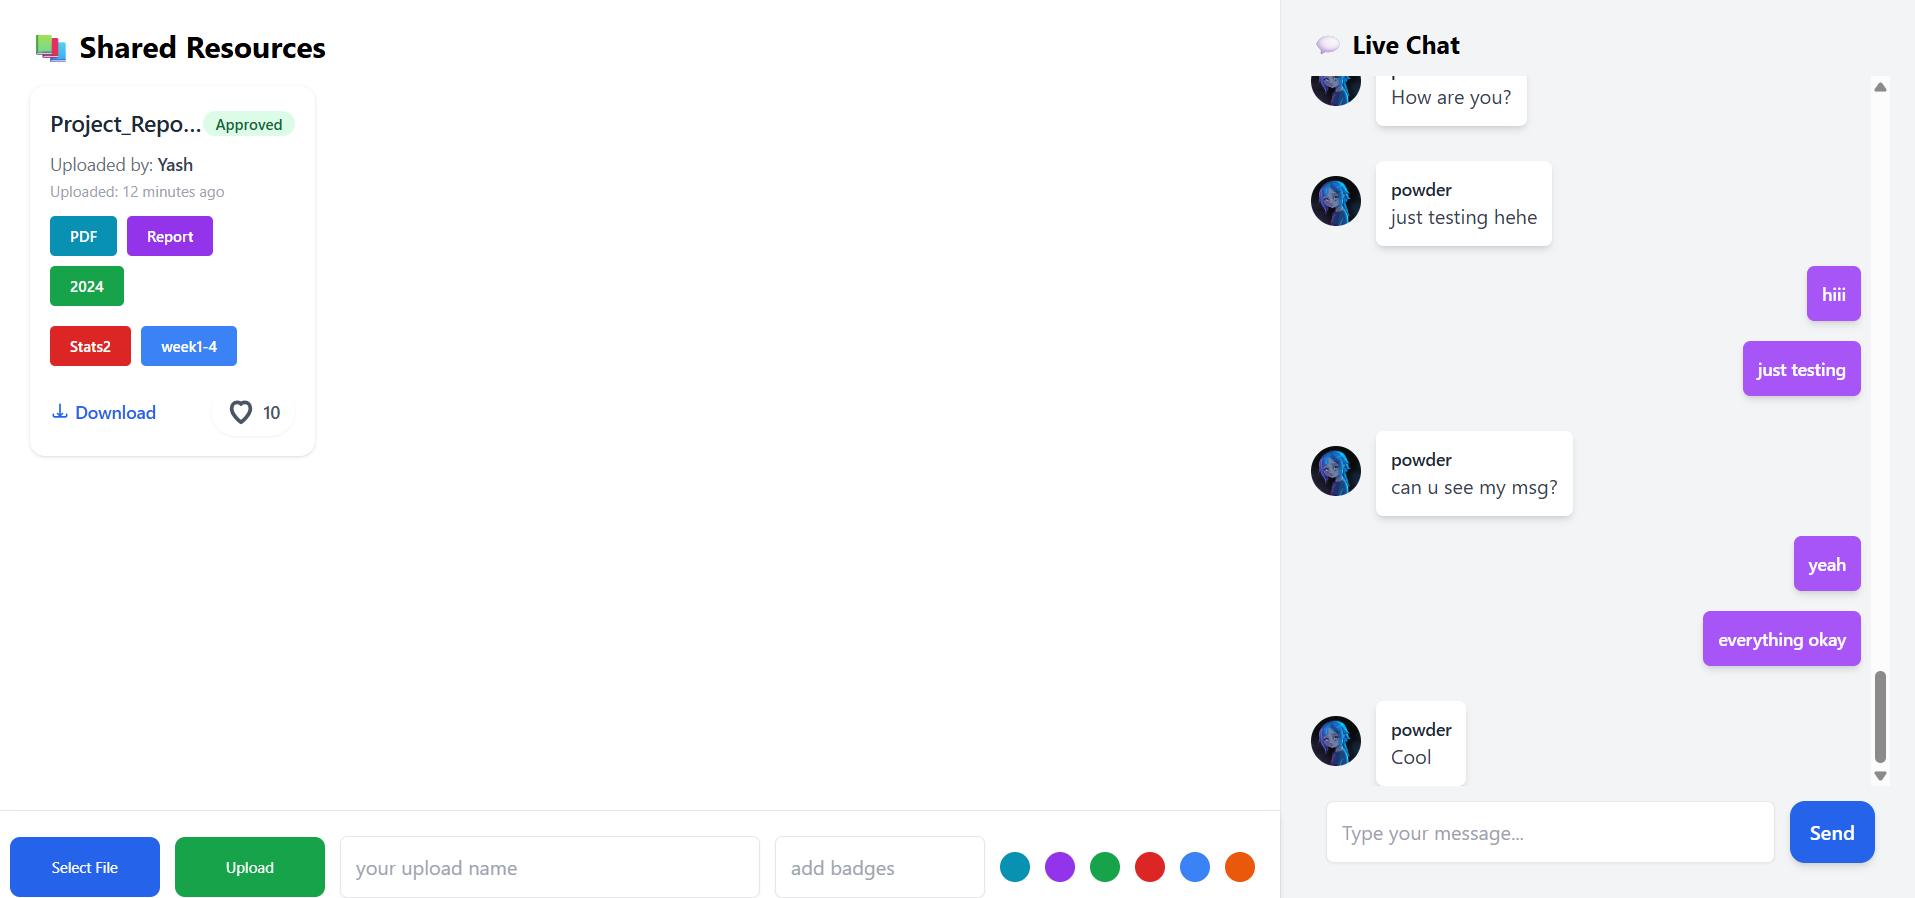 Shared Resources
Project_Repo...
Approved
Uploaded by: Yash
Uploaded: 12 minutes ago
PDF
Report
2024
Stats2
week1-4
Download
10
Select File
Upload
your upload name
add badges
Live Chat
How are you?
powder
just testing hehe
hiii
just testing
powder
can u see my msg?
yeah
everything okay
powder
Cool
Type your message...
Send